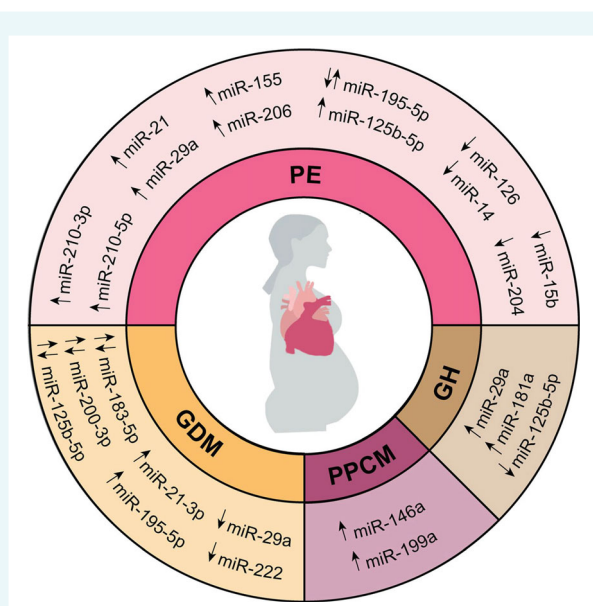 PE
↑miR-210-3p
↑miR-210-5p
↑miR-21
↑miR-29a
↑miR-155
↑miR-206
↓↑miR-195-5p
↑miR-125b-5p
↓miR-126
↓miR-14
↓miR-15b
↓miR-204
GH
↑miR-29a
↑miR-181a
↓miR-125b-5p
PPCM
↑miR-146a
↑miR-199a
GDM
↓↑miR-183-5p
↓↑miR-200-3p
↓↑miR-125b-5p
↑miR-21-3p
↑miR-195-5p
↓miR-29a
↓miR-222